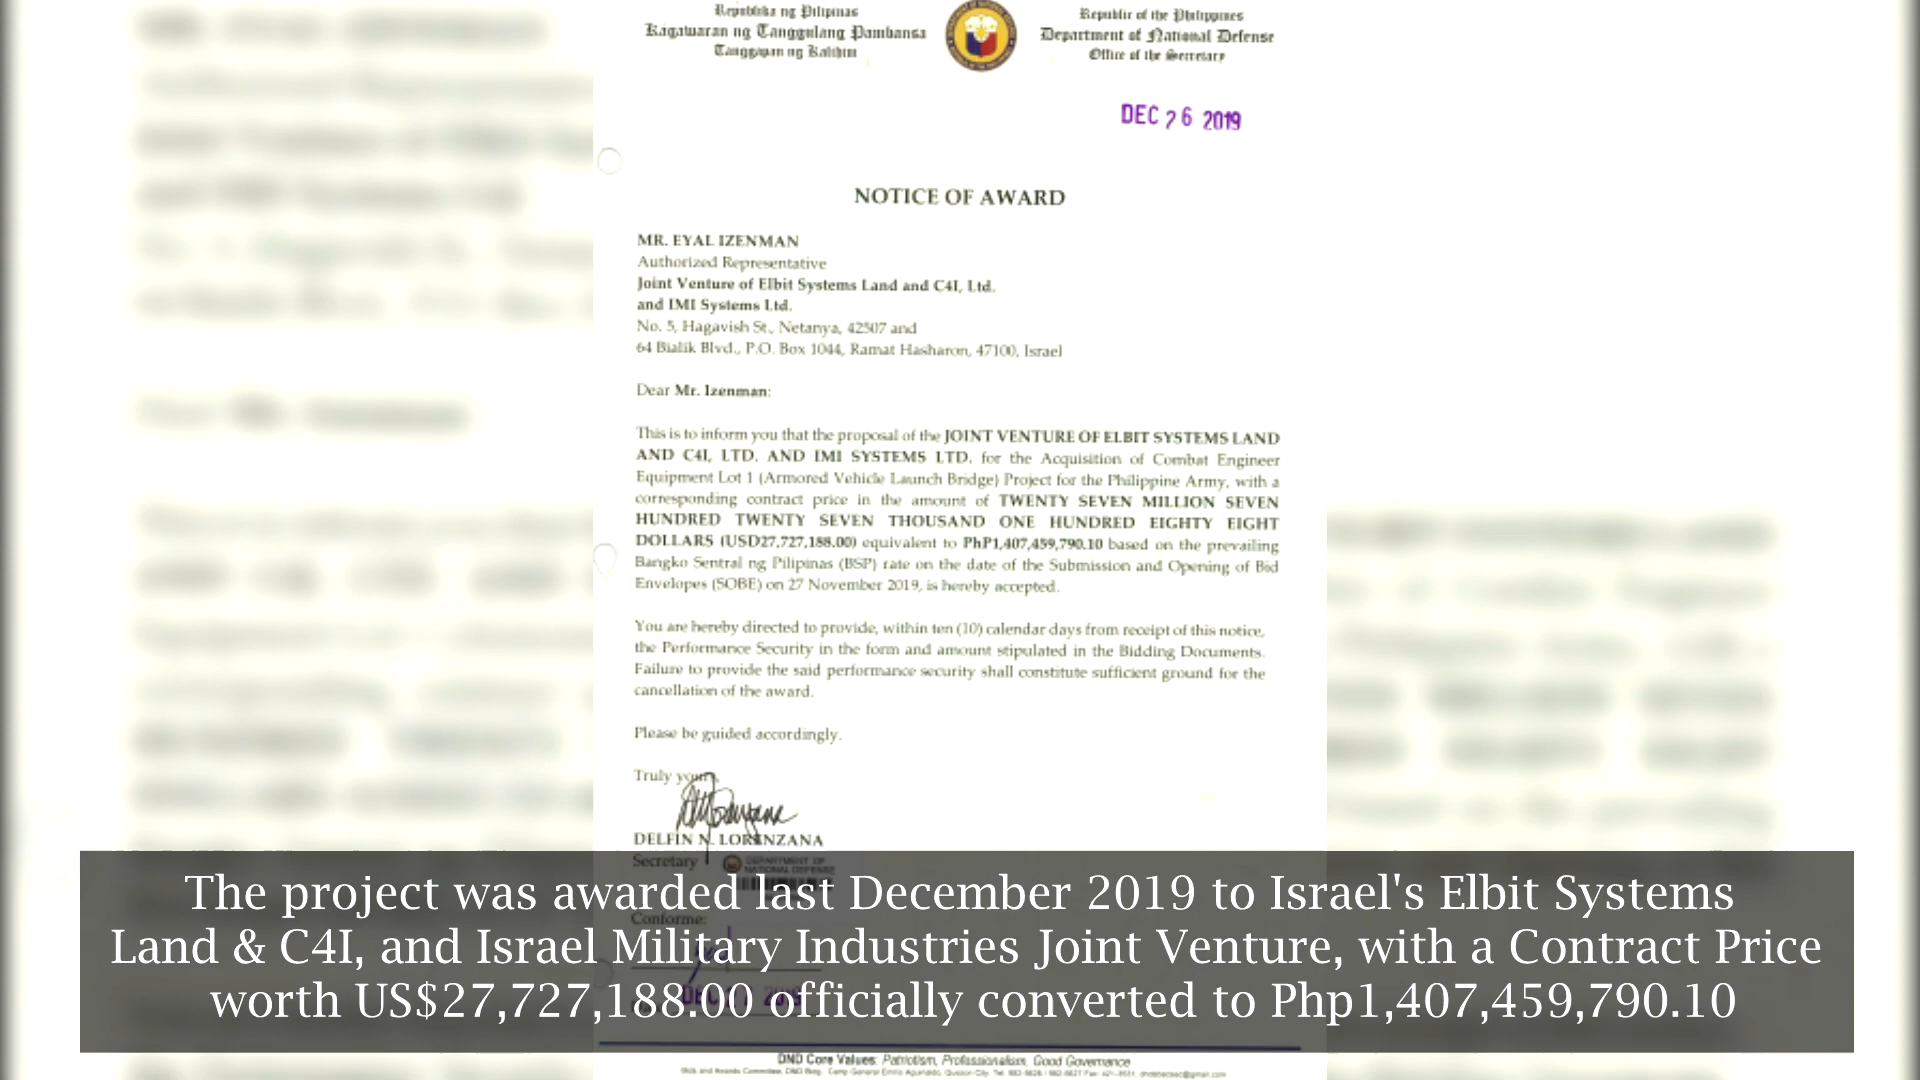 Republika ng Pilipinas
Kagawaran ng Tanggulang Pambansa
Tanggapan ng Kalihim
Republic of the Philippines
Department of National Defense
Office of the Secretary
DEC 26 2019
NOTICE OF AWARD
MR. EYAL IZENMAN
Authorized Representative
Joint Venture of Elbit Systems Land and C4I, Ltd.
and IMI Systems Ltd.
No. 5, Hagavish St., Netanya, 42507 and
64 Bialik Blvd., P.O. Box 1044, Ramat Hasharon, 47100, Israel
Dear Mr. Izenman:
This is to inform you that the proposal of the JOINT VENTURE OF ELBIT SYSTEMS LAND
AND C4I, LTD. AND IMI SYSTEMS LTD. for the Acquisition of Combat Engineer
Equipment Lot 1 (Armored Vehicle Launch Bridge) Project for the Philippine Army, with a
corresponding contract price in the amount of TWENTY SEVEN MILLION SEVEN
HUNDRED TWENTY SEVEN THOUSAND ONE HUNDRED EIGHTY EIGHT
DOLLARS (USD27,727,188.00) equivalent to PhP1,407,459,790.10 based on the prevailing
Bangko Sentral ng Pilipinas (BSP) rate on the date of the Submission and Opening of Bid
Envelopes (SOBE) on 27 November 2019, is hereby accepted.
You are hereby directed to provide, within ten (10) calendar days from receipt of this notice,
the Performance Security in the form and amount stipulated in the Bidding Documents.
Failure to provide the said performance security shall constitute sufficient ground for the
cancellation of the award.
Please be guided accordingly.
Truly yours,
DELFIN N. LORENZANA
Secretary
DEPARTMENT OF
NATIONAL DEFENSE
Conforme:
The project was awarded last December 2019 to Israel's Elbit Systems
Land & C4I, and Israel Military Industries Joint Venture, with a Contract Price
worth US$27,727,188.00 officially converted to Php1,407,459,790.10
DND Core Values: Patriotism, Professionalism, Good Governance